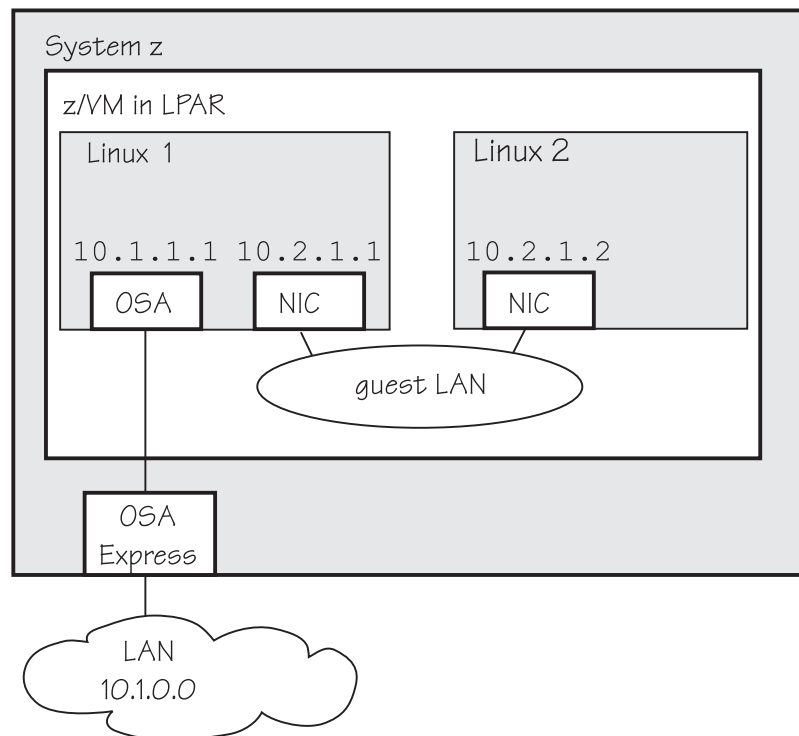 System z
z/VM in LPAR
Linux 1
Linux 2
10.1.1.1 10.2.1.1
10.2.1.2
OSA
NIC
NIC
guest LAN
OSA
Express
LAN
10.1.0.0